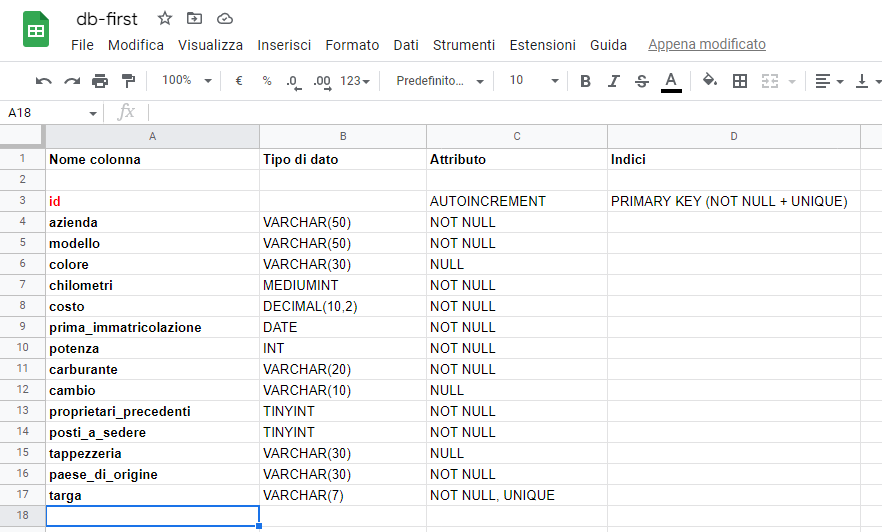 db-first
File Modifica Visualizza Inserisci Formato Dati Strumenti Estensioni Guida Appena modificato
100% € % .0 .00 123 Predefinito... 10 B I S A
A18 fx
A B C D
1 Nome colonna Tipo di dato Attributo Indici
2
3 id AUTOINCREMENT PRIMARY KEY (NOT NULL + UNIQUE)
4 azienda VARCHAR(50) NOT NULL
5 modello VARCHAR(50) NOT NULL
6 colore VARCHAR(30) NULL
7 chilometri MEDIUMINT NOT NULL
8 costo DECIMAL(10,2) NOT NULL
9 prima_immatricolazione DATE NOT NULL
10 potenza INT NOT NULL
11 carburante VARCHAR(20) NOT NULL
12 cambio VARCHAR(10) NULL
13 proprietari_precedenti TINYINT NOT NULL
14 posti_a_sedere TINYINT NOT NULL
15 tappezzeria VARCHAR(30) NULL
16 paese_di_origine VARCHAR(30) NOT NULL
17 targa VARCHAR(7) NOT NULL, UNIQUE
18